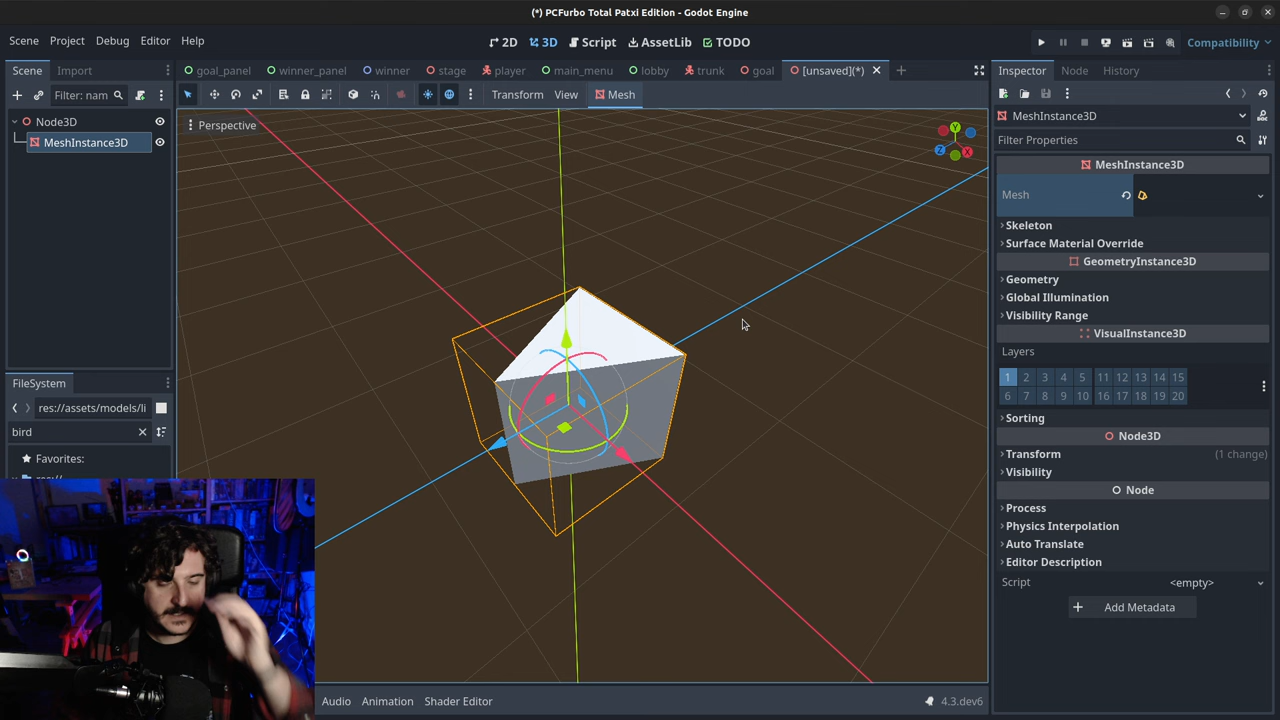 (*) PCFurbo Total Patxi Edition - Godot Engine
Scene Project Debug Editor Help
2D 3D Script AssetLib TODO
Compatibility
Scene Import
goal_panel winner_panel winner stage player main_menu lobby trunk goal [unsaved](*)
Inspector Node History
Filter: nam
Transform View Mesh
Node3D
MeshInstance3D
Perspective
Y
Z
X
MeshInstance3D
Filter Properties
MeshInstance3D
Mesh
Skeleton
Surface Material Override
GeometryInstance3D
Geometry
Global Illumination
Visibility Range
VisualInstance3D
Layers
1 2 3 4 5 11 12 13 14 15
6 7 8 9 10 16 17 18 19 20
Sorting
Node3D
Transform (1 change)
Visibility
Node
Process
Physics Interpolation
Auto Translate
Editor Description
Script <empty>
Add Metadata
FileSystem
res://assets/models/li
bird
Favorites:
Audio Animation Shader Editor
4.3.dev6